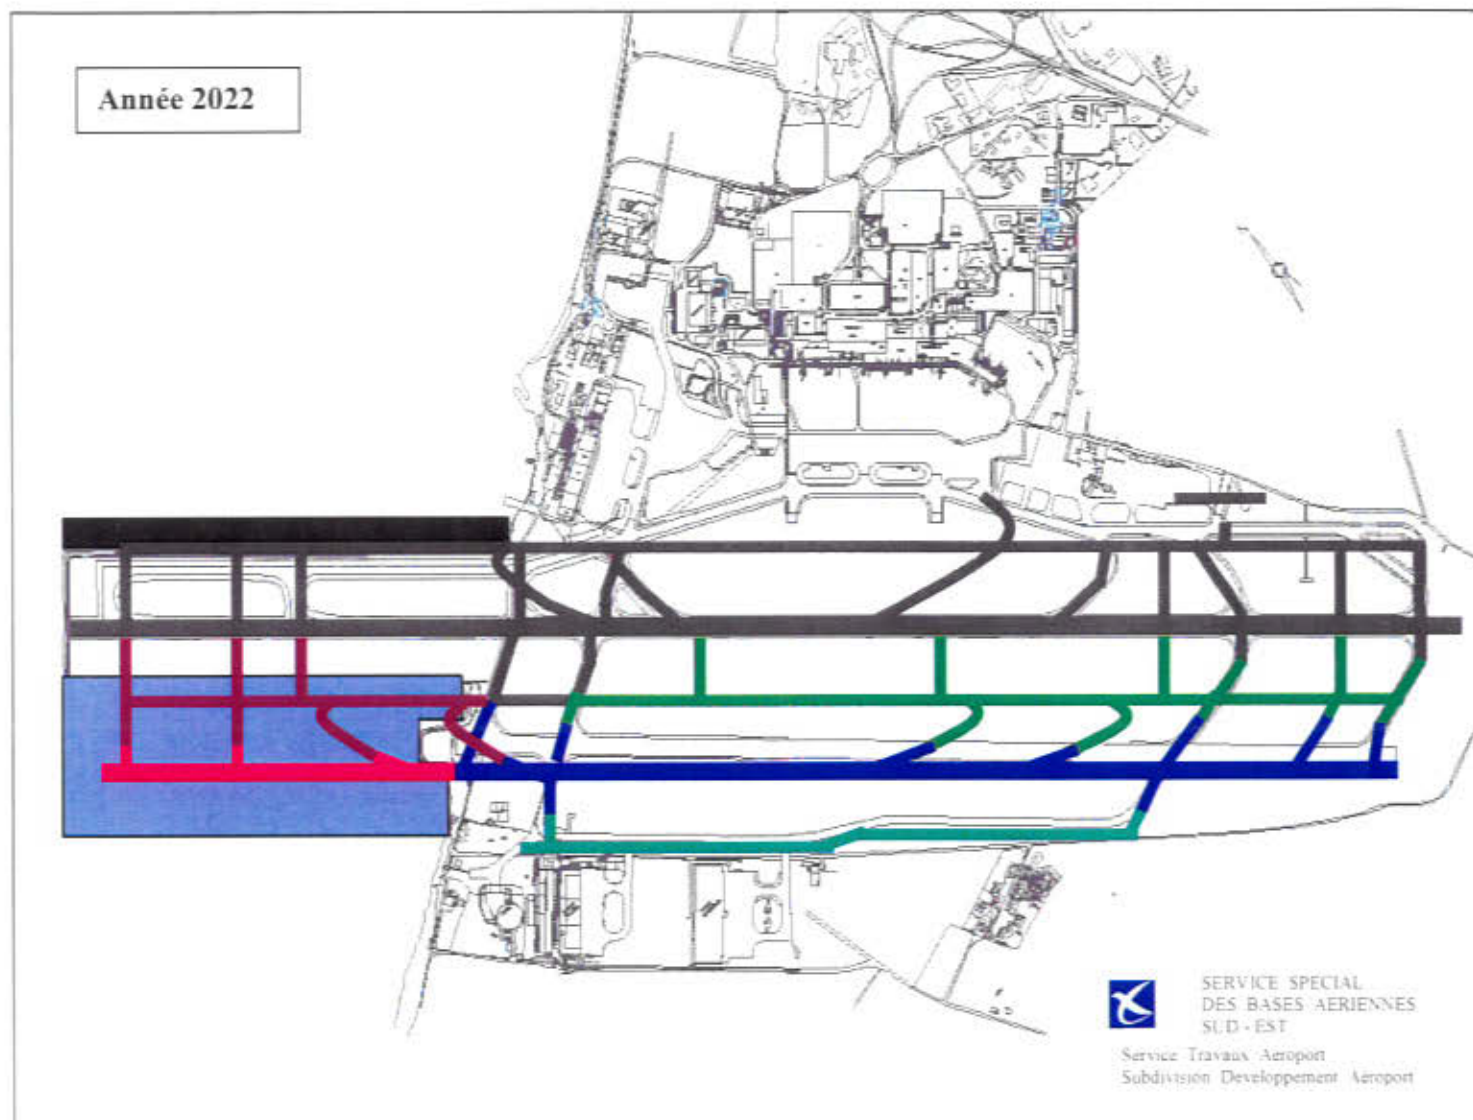 Année 2022
SERVICE SPECIAL
DES BASES AERIENNES
SUD - EST
Service Travaux Aeroport
Subdivision Developpement Aeroport